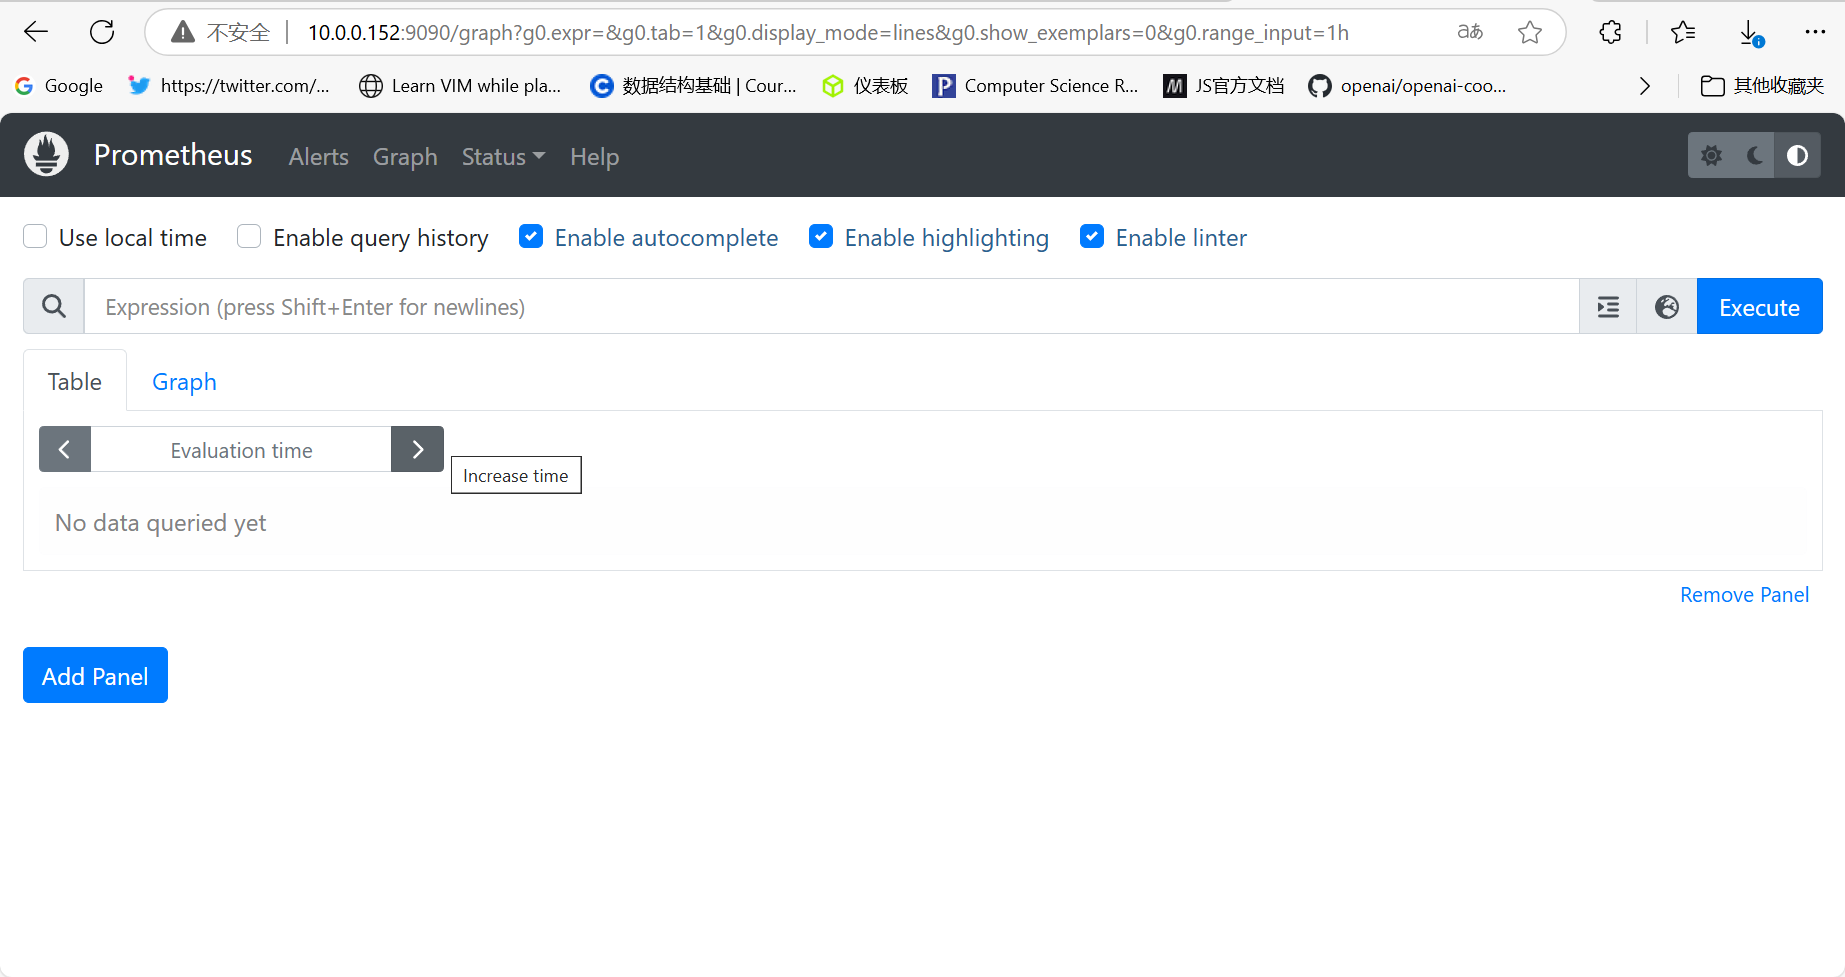 不安全 10.0.0.152:9090/graph?g0.expr=&g0.tab=1&g0.display_mode=lines&g0.show_exemplars=0&g0.range_input=1h aあ
Google https://twitter.com/... Learn VIM while pla... 数据结构基础 | Cour... 仪表板 Computer Science R... JS官方文档 openai/openai-coo... 其他收藏夹
Prometheus Alerts Graph Status Help
Use local time Enable query history Enable autocomplete Enable highlighting Enable linter
Expression (press Shift+Enter for newlines) Execute
Table Graph
Evaluation time
Increase time
No data queried yet
Remove Panel
Add Panel